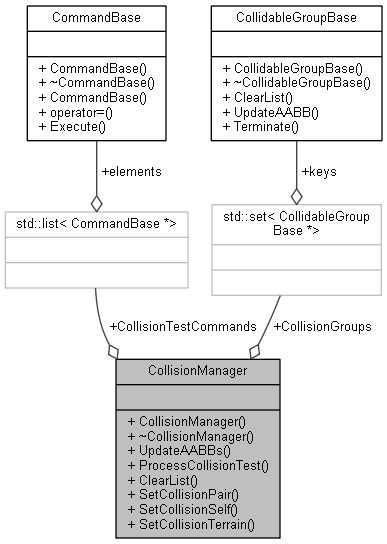 CommandBase
+ CommandBase()
+ ~CommandBase()
+ CommandBase()
+ operator=()
+ Execute()
CollidableGroupBase
+ CollidableGroupBase()
+ ~CollidableGroupBase()
+ ClearList()
+ UpdateAABB()
+ Terminate()
+elements
+keys
std::list< CommandBase *>
std::set< CollidableGroup
Base *>
+CollisionTestCommands
+CollisionGroups
CollisionManager
+ CollisionManager()
+ ~CollisionManager()
+ UpdateAABBs()
+ ProcessCollisionTest()
+ ClearList()
+ SetCollisionPair()
+ SetCollisionSelf()
+ SetCollisionTerrain()